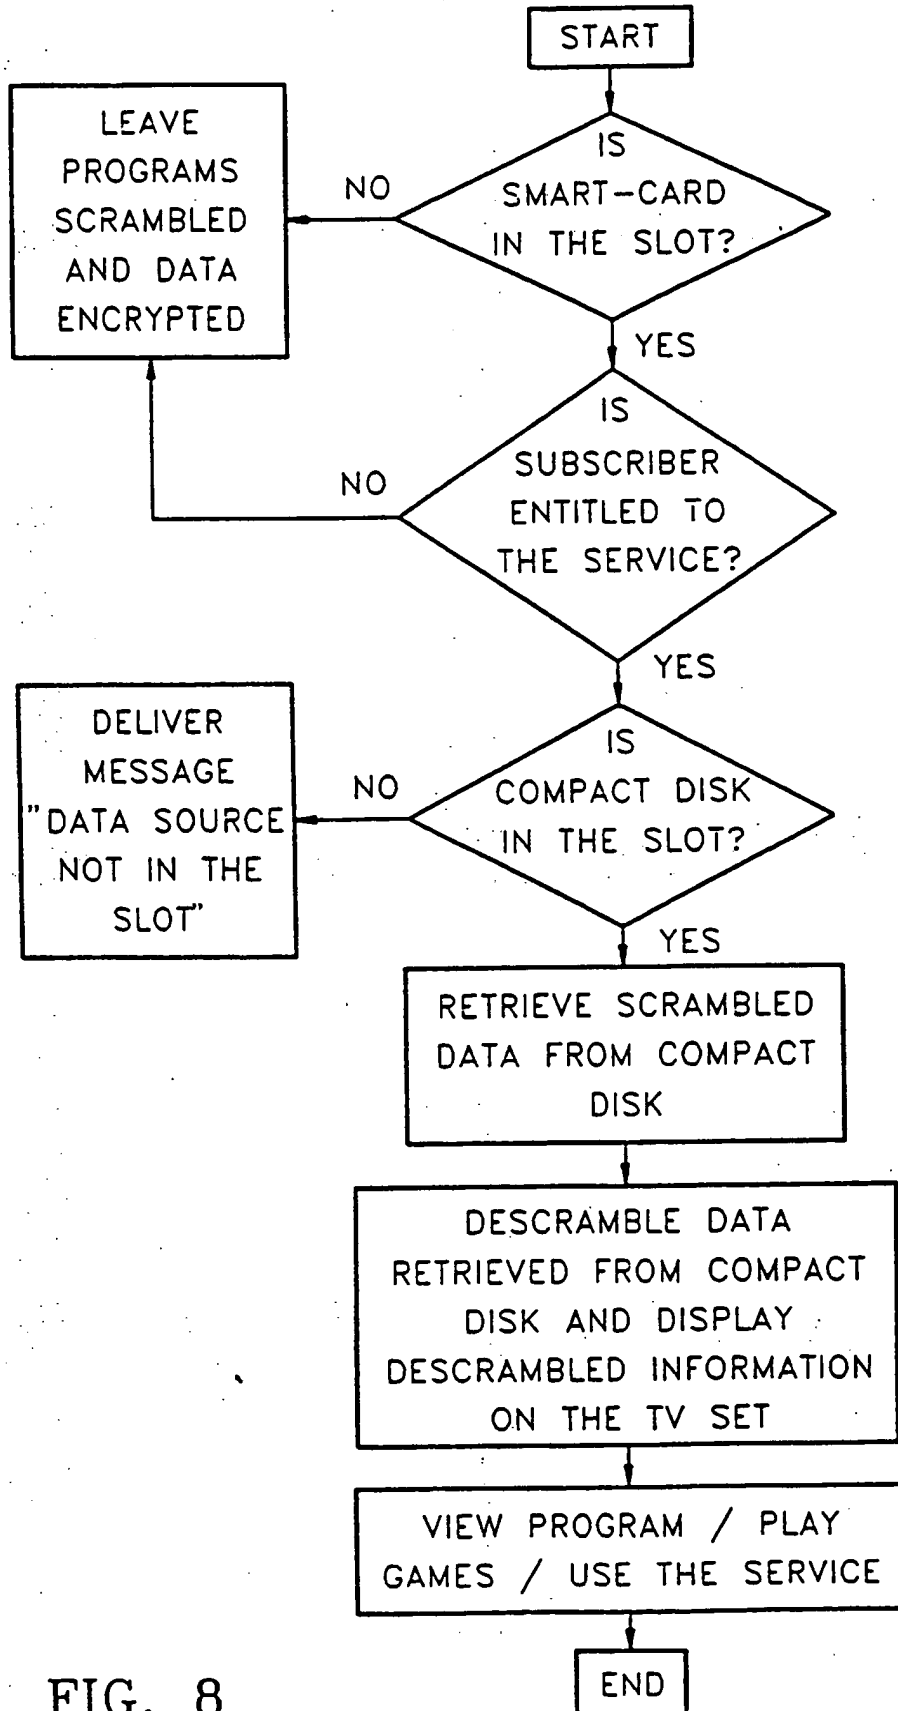 START
IS
SMART-CARD
IN THE SLOT?
NO
LEAVE
PROGRAMS
SCRAMBLED
AND DATA
ENCRYPTED
YES
IS
SUBSCRIBER
ENTITLED TO
THE SERVICE?
NO
YES
IS
COMPACT DISK
IN THE SLOT?
NO
DELIVER
MESSAGE
"DATA SOURCE
NOT IN THE
SLOT"
YES
RETRIEVE SCRAMBLED
DATA FROM COMPACT
DISK
DESCRAMBLE DATA
RETRIEVED FROM COMPACT
DISK AND DISPLAY
DESCRAMBLED INFORMATION
ON THE TV SET
VIEW PROGRAM / PLAY
GAMES / USE THE SERVICE
END
FIG. 8